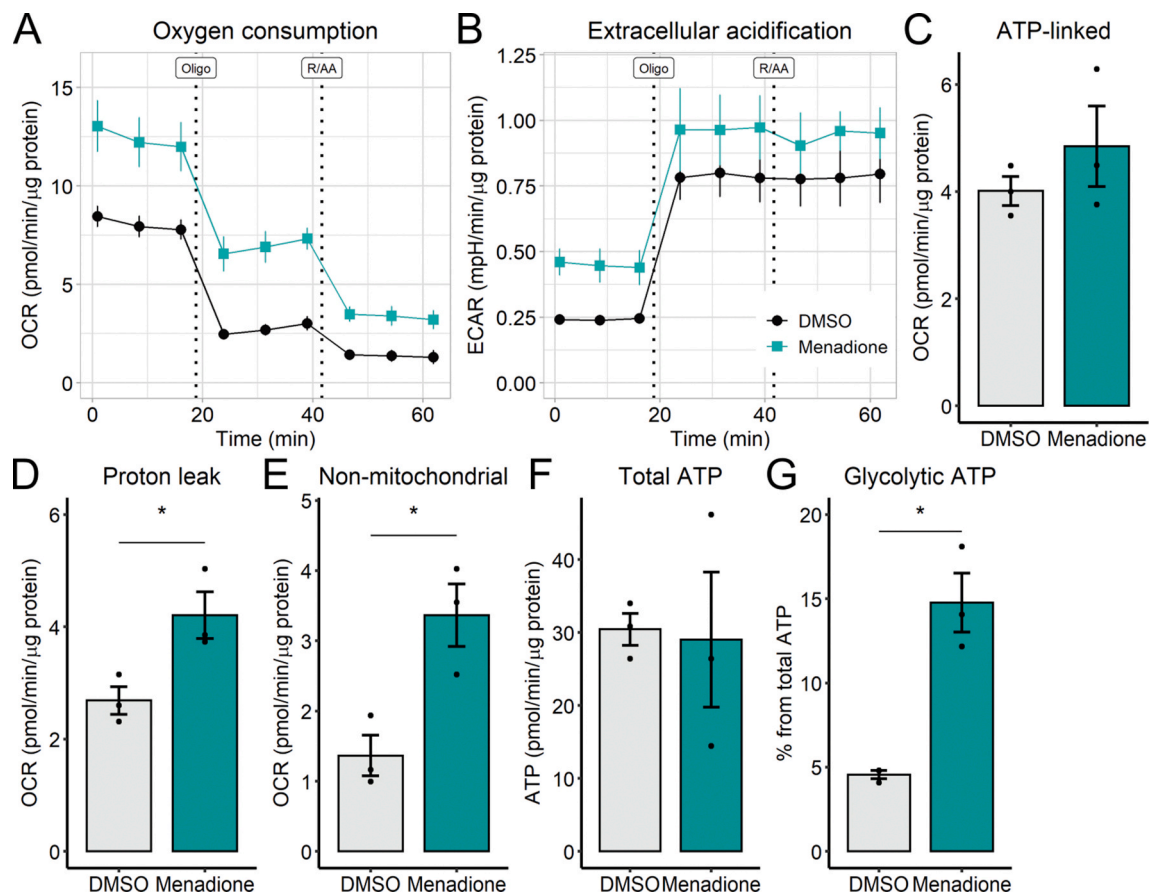 A
Oxygen consumption
OCR (pmol/min/μg protein)
15
10
5
0
Oligo
R/AA
0
20
40
60
Time (min)
B
Extracellular acidification
ECAR (mpH/min/μg protein)
1.25
1.00
0.75
0.50
0.25
0.00
Oligo
R/AA
DMSO
Menadione
0
20
40
60
Time (min)
C
ATP-linked
OCR (pmol/min/μg protein)
6
4
2
0
DMSO Menadione
D
Proton leak
OCR (pmol/min/μg protein)
6
4
2
0
*
DMSO Menadione
E
Non-mitochondrial
OCR (pmol/min/μg protein)
5
4
3
2
1
0
*
DMSO Menadione
F
Total ATP
ATP (pmol/min/μg protein)
40
30
20
10
0
DMSO Menadione
G
Glycolytic ATP
% from total ATP
20
15
10
5
0
*
DMSO Menadione